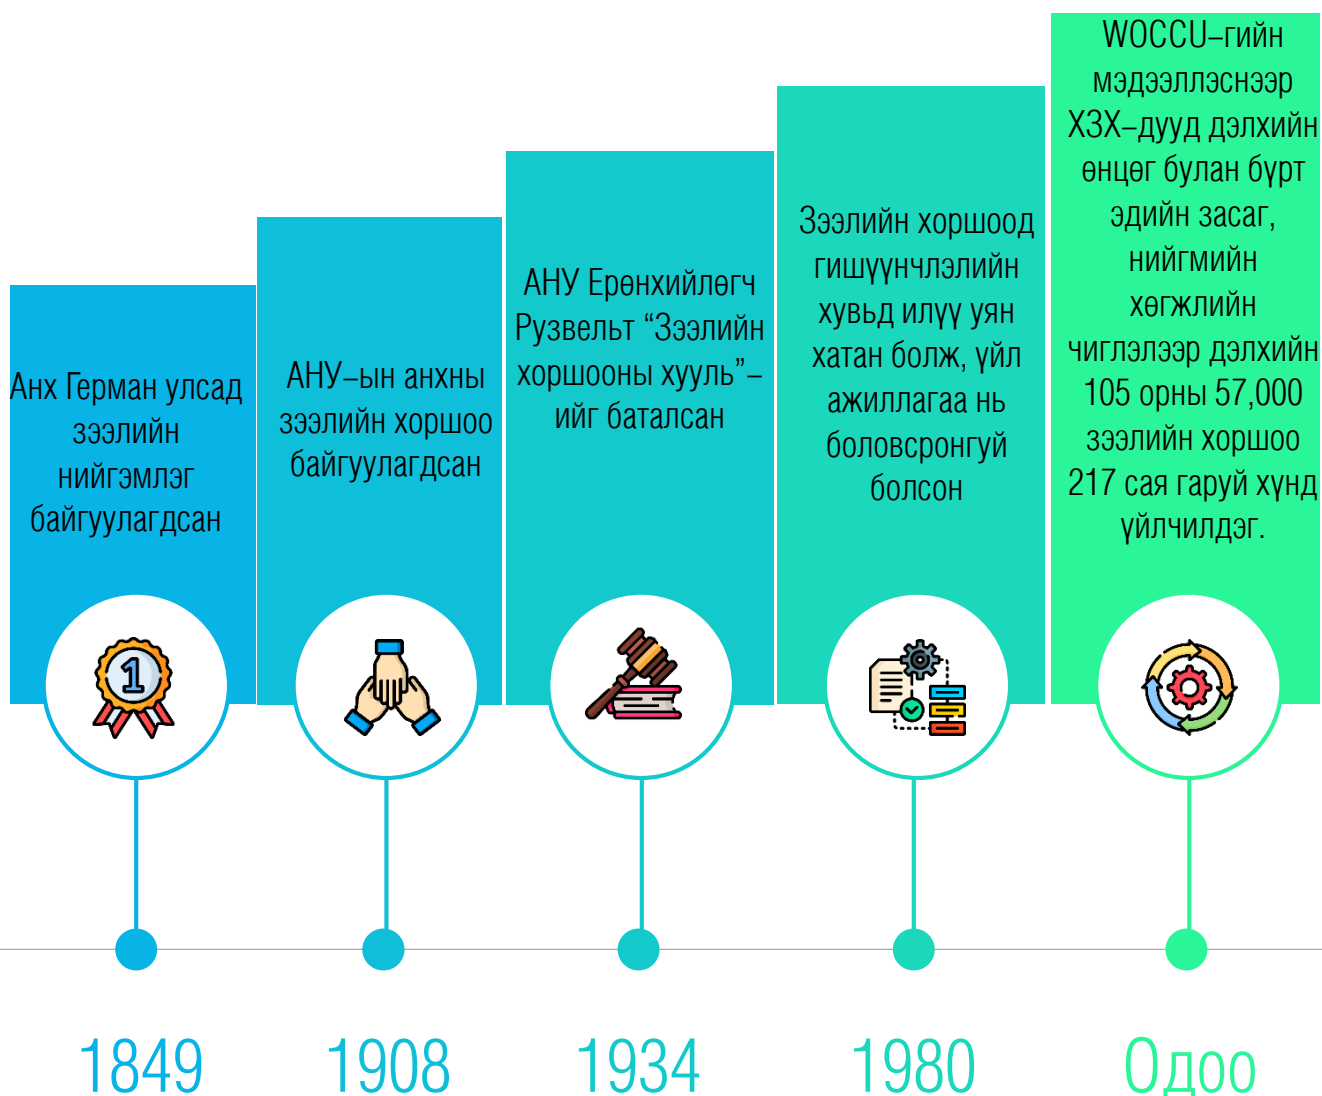 Анх Герман улсад
зээлийн
нийгэмлэг
байгуулагдсан
АНУ–ын анхны
зээлийн хоршоо
байгуулагдсан
АНУ Ерөнхийлөгч
Рузвельт “Зээлийн
хоршооны хууль”–
ийг баталсан
Зээлийн хоршоод
гишүүнчлэлийн
хувьд илүү уян
хатан болж, үйл
ажиллагаа нь
боловсронгуй
болсон
WOCCU–гийн
мэдээллэснээр
ХЗХ–дууд дэлхийн
өнцөг булан бүрт
эдийн засаг,
нийгмийн
хөгжлийн
чиглэлээр дэлхийн
105 орны 57,000
зээлийн хоршоо
217 сая гаруй хүнд
үйлчилдэг.
1
1849
1908
1934
1980
Одоо